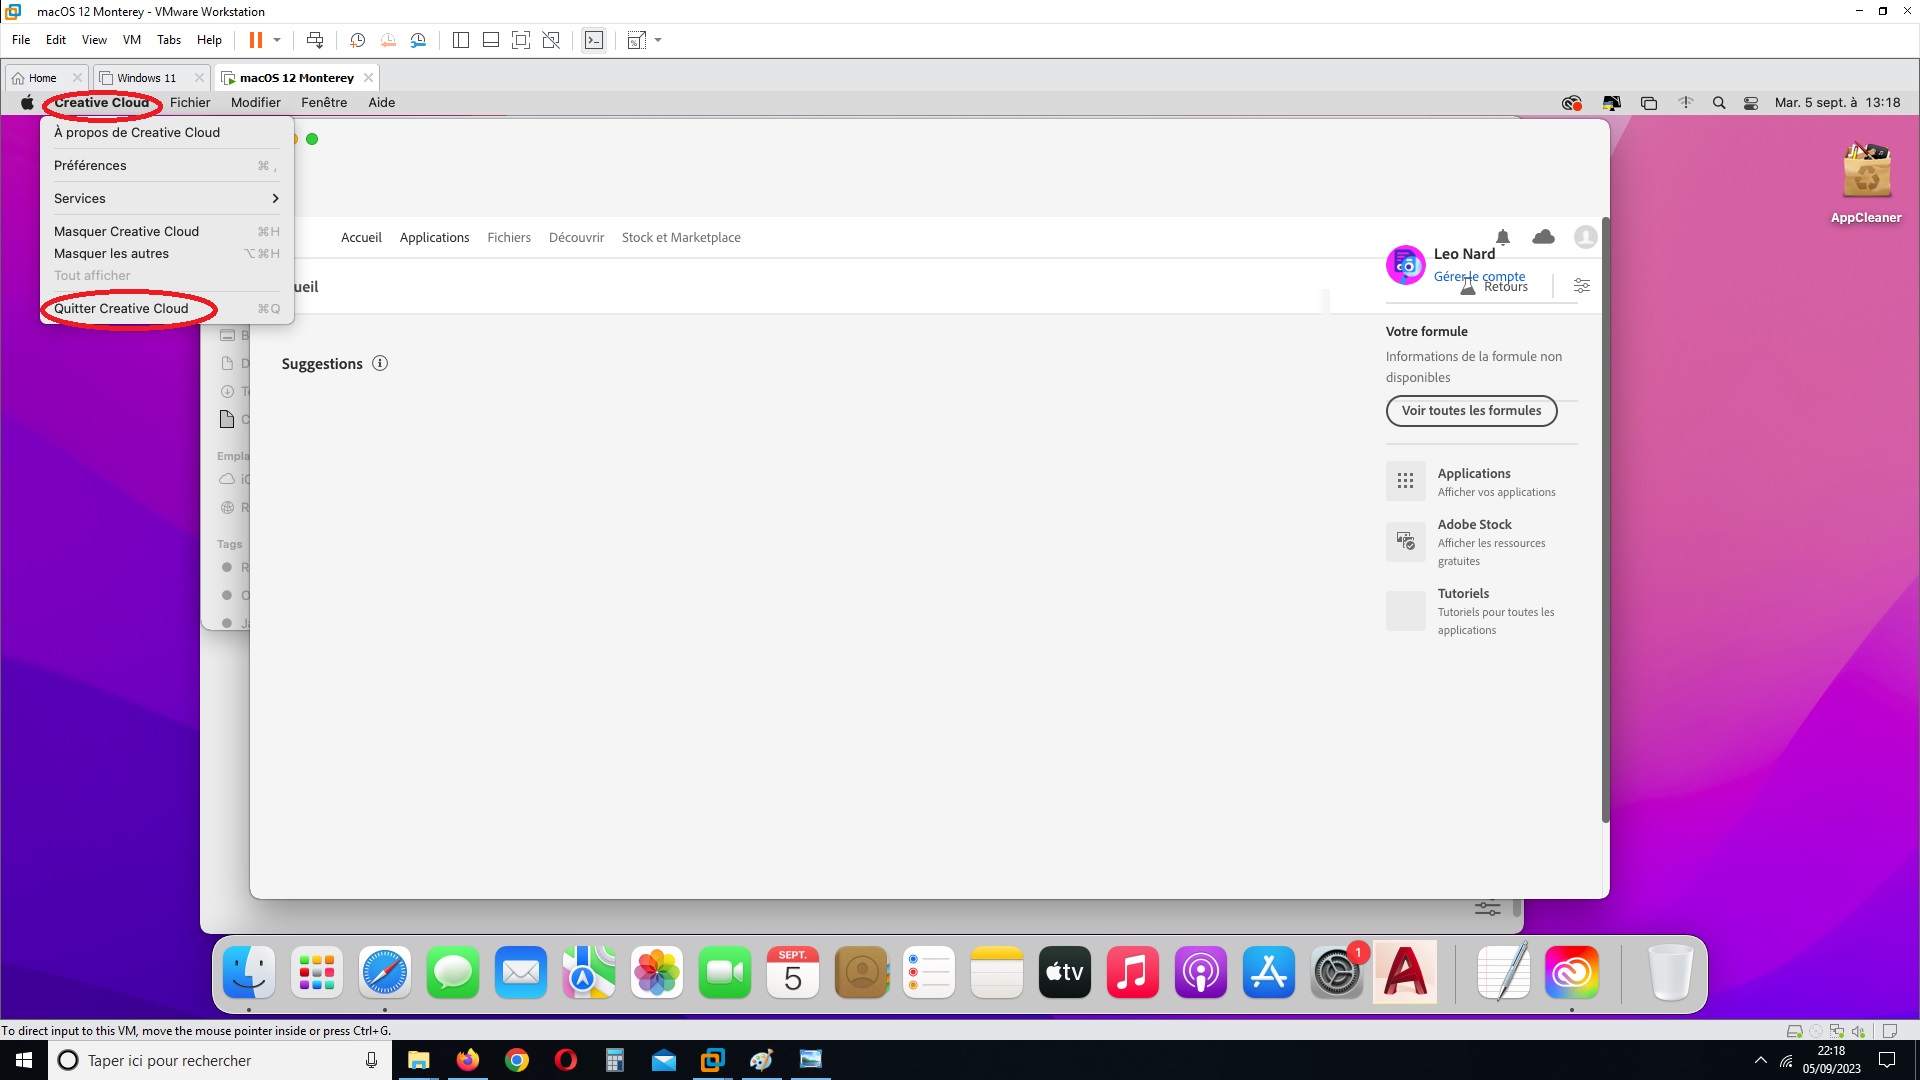 macOS 12 Monterey - VMware Workstation
File Edit View VM Tabs Help
Home Windows 11 macOS 12 Monterey
Creative Cloud Fichier Modifier Fenêtre Aide Mar. 5 sept. à 13:18
À propos de Creative Cloud
Préférences ⌘ ,
Services
Masquer Creative Cloud ⌘H
Masquer les autres ⌥⌘H
Tout afficher
Quitter Creative Cloud ⌘Q
AppCleaner
Accueil Applications Fichiers Découvrir Stock et Marketplace
Leo Nard
Gérer le compte
Retours
ueil
Votre formule
Informations de la formule non
disponibles
Voir toutes les formules
Suggestions
B
D
Te
C
Empla
iC
R
Tags
R
O
Ja
Applications
Afficher vos applications
Adobe Stock
Afficher les ressources
gratuites
Tutoriels
Tutoriels pour toutes les
applications
SEPT.
5
tv
1
To direct input to this VM, move the mouse pointer inside or press Ctrl+G.
Taper ici pour rechercher
22:18
05/09/2023